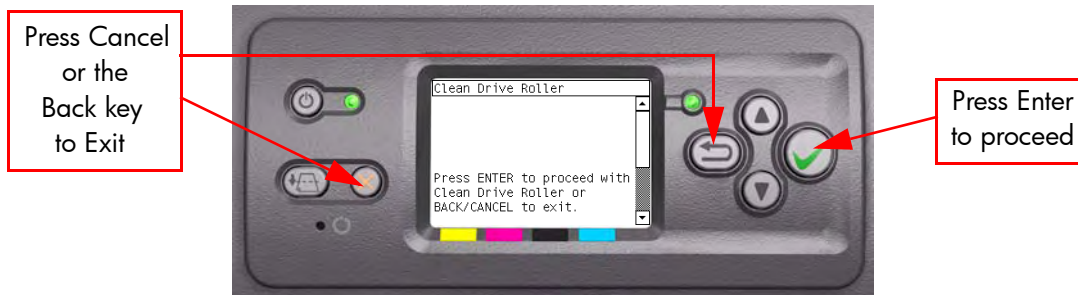 Press Cancel
or the
Back key
to Exit
Clean Drive Roller
Press ENTER to proceed with
Clean Drive Roller or
BACK/CANCEL to exit.
Press Enter
to proceed